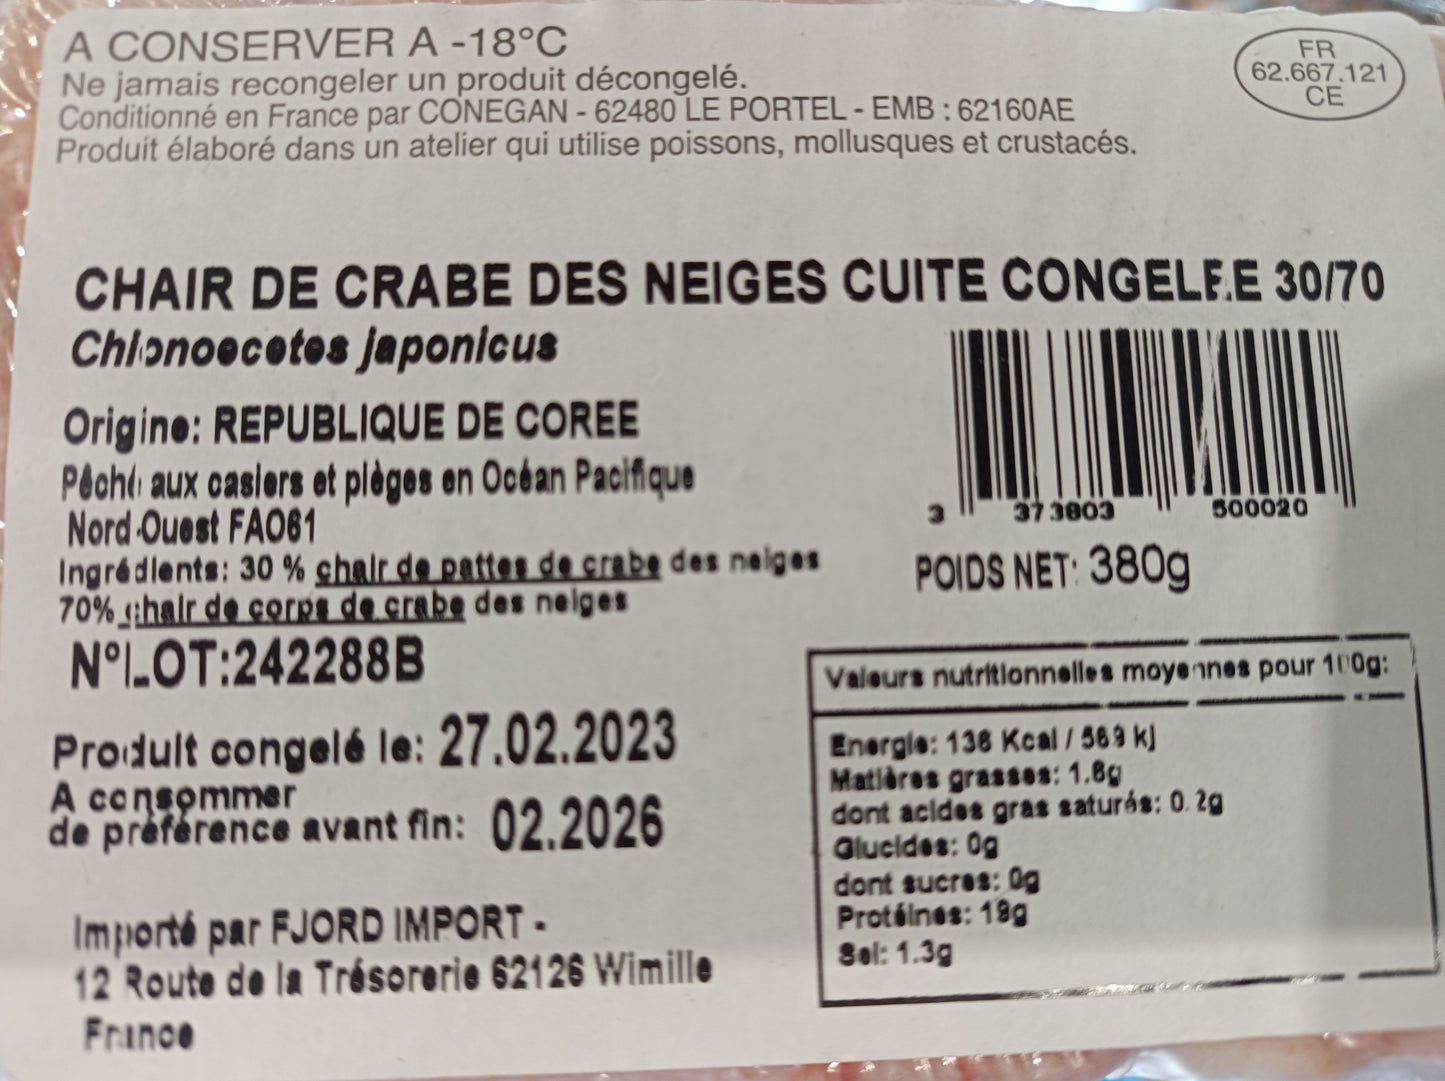 A CONSERVER A -18°C
Ne jamais recongeler un produit décongelé.
Conditionné en France par CONEGAN - 62480 LE PORTEL - EMB : 62160AE
Produit élaboré dans un atelier qui utilise poissons, mollusques et crustacés.
FR
62.667.121
CE
CHAIR DE CRABE DES NEIGES CUITE CONGELEE 30/70
Chionoecetes japonicus
Origine: REPUBLIQUE DE COREE
Pêché aux casiers et pièges en Océan Pacifique
Nord-Ouest FAO61
Ingrédients: 30 % chair de pattes de crabe des neiges
70% chair de corps de crabe des neiges
N°LOT:242288B
Produit congelé le: 27.02.2023
A consommer
de préférence avant fin: 02.2026
Importé par FJORD IMPORT -
12 Route de la Trésorerie 62126 Wimille
France
3 373803 500020
POIDS NET: 380g
Valeurs nutritionnelles moyennes pour 100g:
Energie: 136 Kcal / 569 kj
Matières grasses: 1.8g
dont acides gras saturés: 0.2g
Glucides: 0g
dont sucres: 0g
Protéines: 19g
Sel: 1.3g